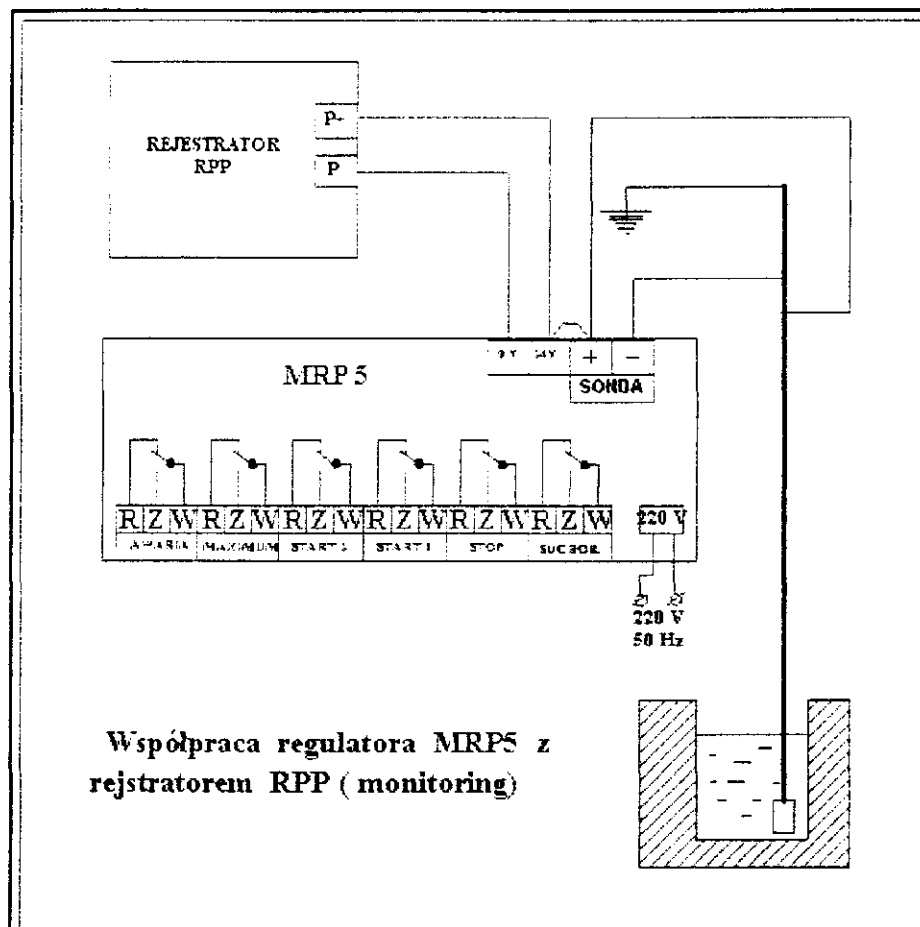 REJESTRATOR
RPP
P+
P
MRP 5
24 V
+
−
SONDA
R Z W R Z W R Z W R Z W R Z W R Z W
AWARIA MAXIMUM START 2 START 1 STOP SUCHOB.
220 V
220 V
50 Hz
Współpraca regulatora MRP5 z
rejstratorem RPP ( monitoring)